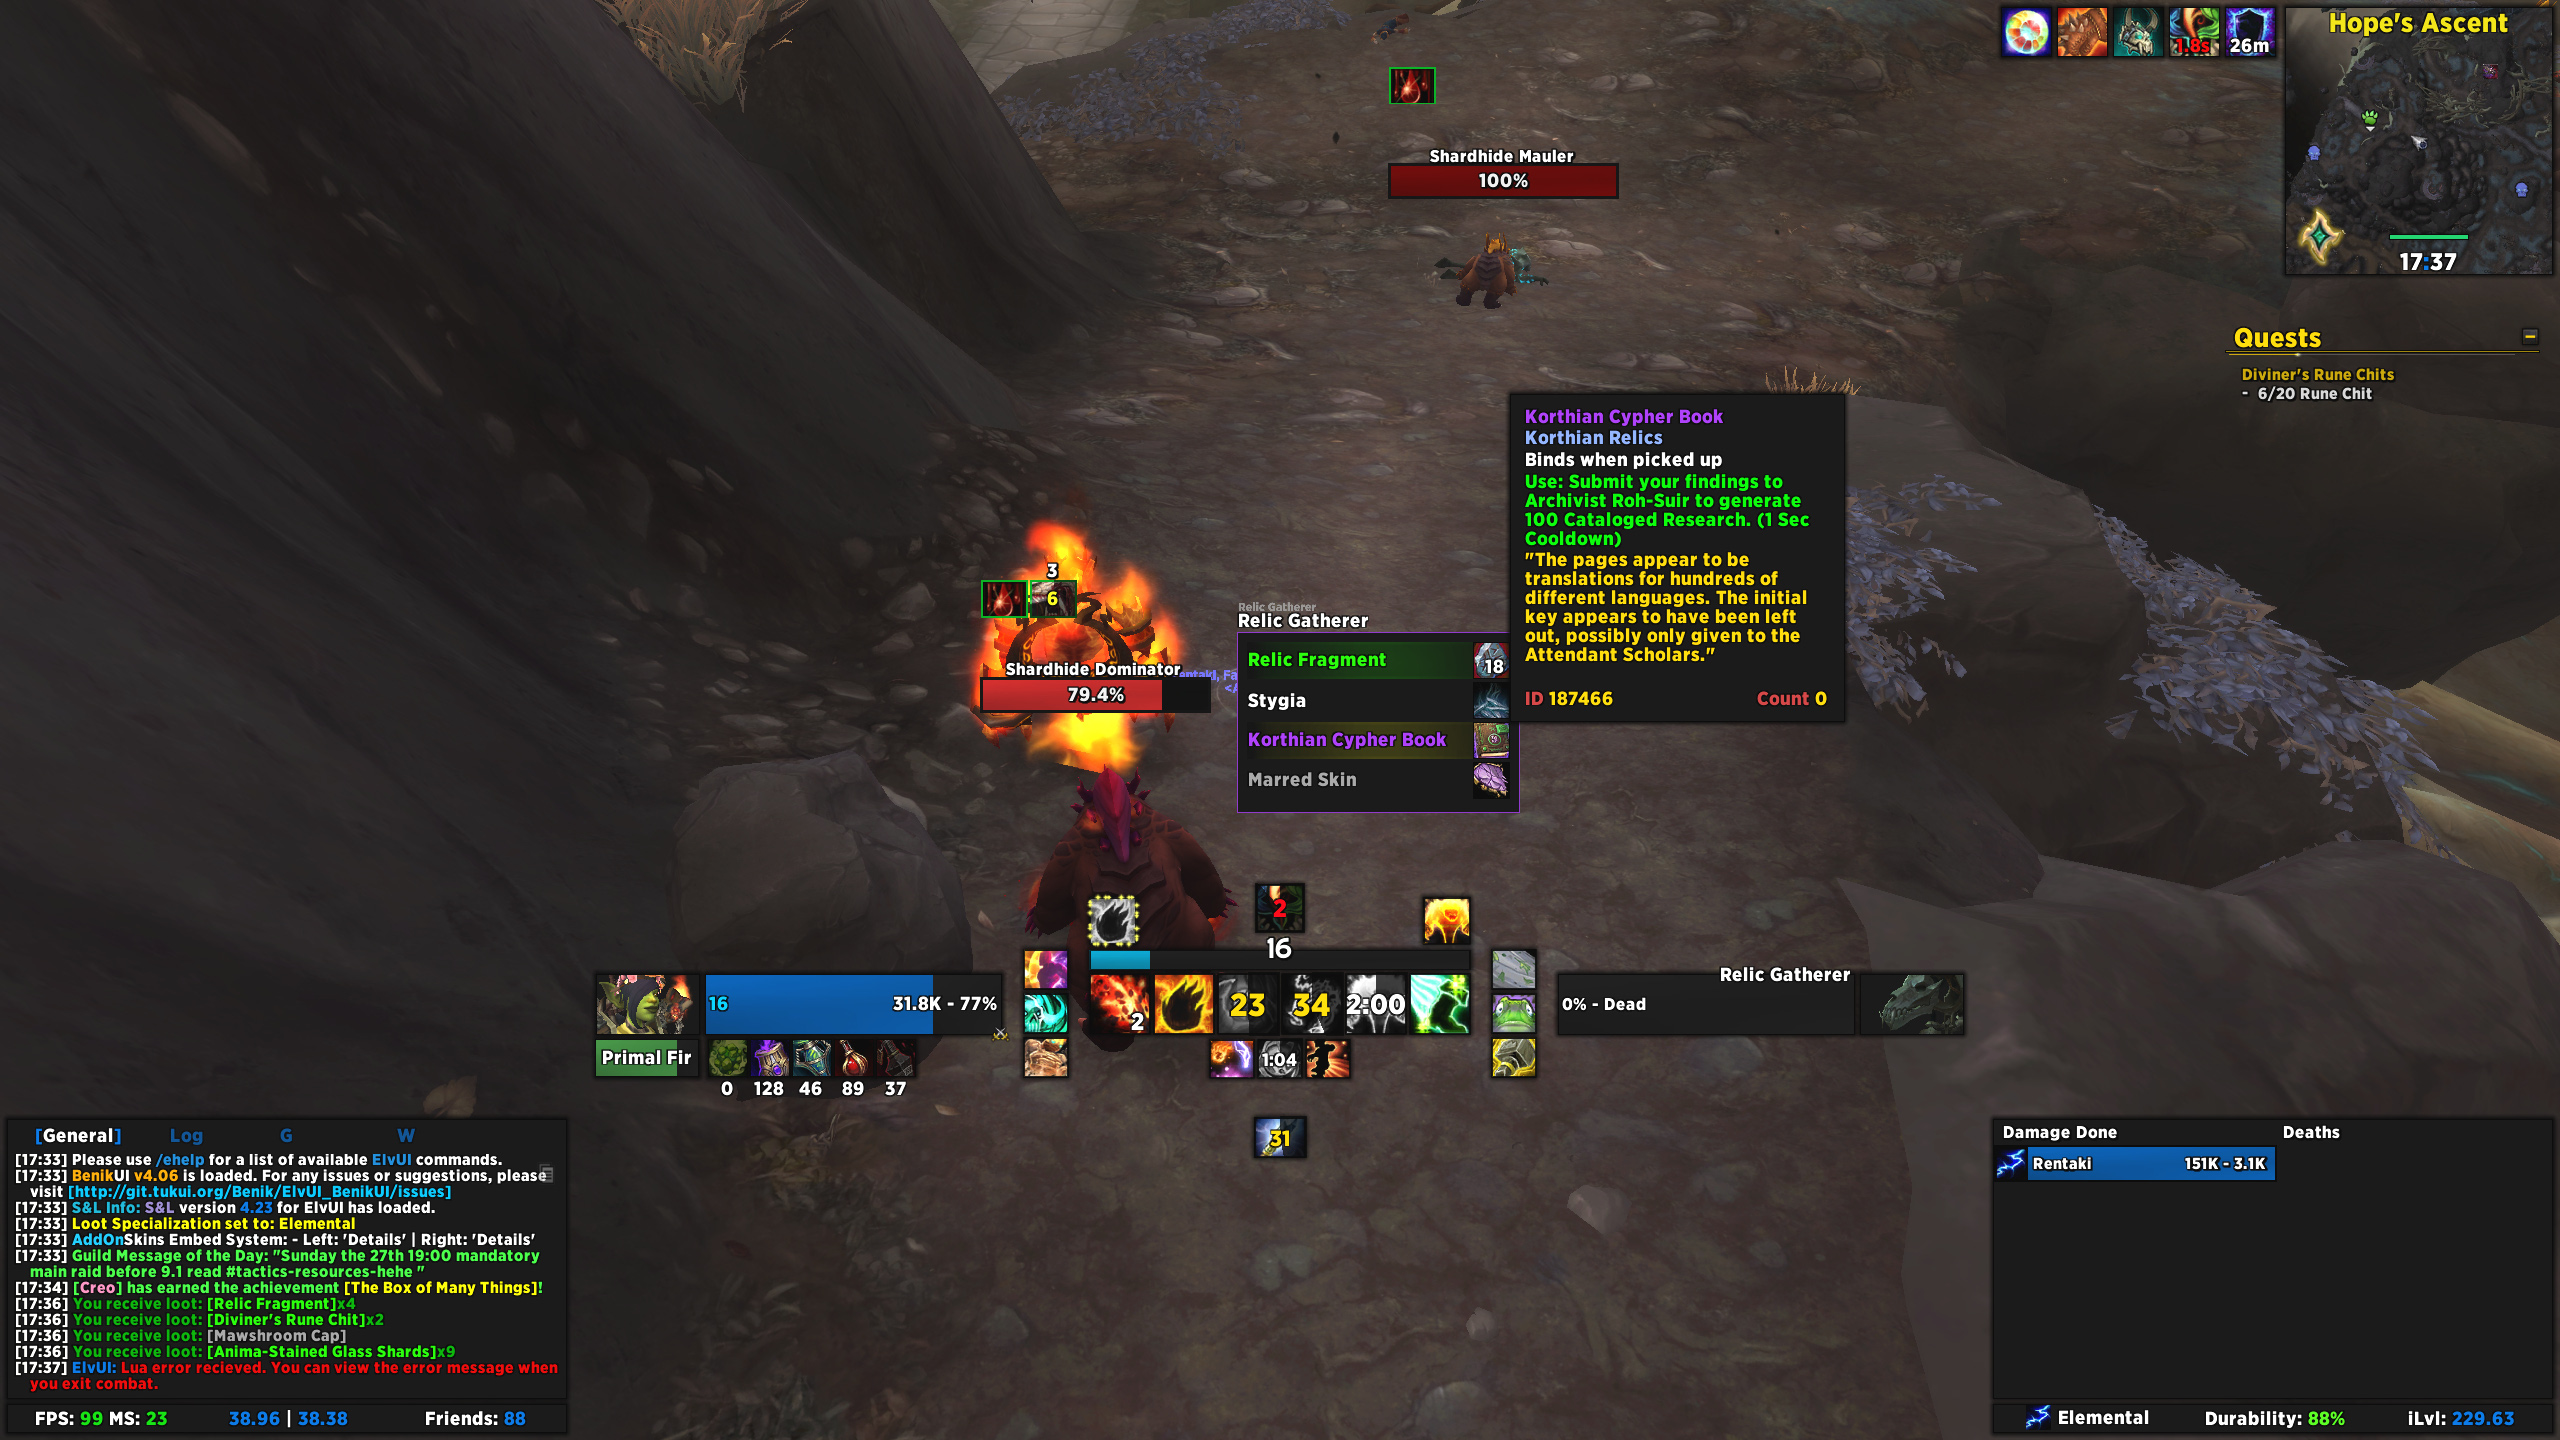 1.8s
26m
Hope's Ascent
Shardhide Mauler
100%
17:37
Quests
Diviner's Rune Chits
- 6/20 Rune Chit
Korthian Cypher Book
Korthian Relics
Binds when picked up
Use: Submit your findings to
Archivist Roh-Suir to generate
100 Cataloged Research. (1 Sec
Cooldown)
"The pages appear to be
translations for hundreds of
different languages. The initial
key appears to have been left
out, possibly only given to the
Attendant Scholars."
ID 187466
Count 0
3
6
Shardhide Dominator
79.4%
Relic Gatherer
Relic Gatherer
Relic Fragment
18
Stygia
Korthian Cypher Book
Marred Skin
2
16
16
31.8K - 77%
2
23
34
2:00
Relic Gatherer
0% - Dead
Primal Fir
0
128
46
89
37
1:04
31
[General]
Log
G
W
[17:33] Please use /ehelp for a list of available ElvUI commands.
[17:33] BenikUI v4.06 is loaded. For any issues or suggestions, please
visit [http://git.tukui.org/Benik/ElvUI_BenikUI/issues]
[17:33] S&L Info: S&L version 4.23 for ElvUI has loaded.
[17:33] Loot Specialization set to: Elemental
[17:33] AddOnSkins Embed System: - Left: 'Details' | Right: 'Details'
[17:33] Guild Message of the Day: "Sunday the 27th 19:00 mandatory
main raid before 9.1 read #tactics-resources-hehe "
[17:34] [Creo] has earned the achievement [The Box of Many Things]!
[17:36] You receive loot: [Relic Fragment]x4
[17:36] You receive loot: [Diviner's Rune Chit]x2
[17:36] You receive loot: [Mawshroom Cap]
[17:36] You receive loot: [Anima-Stained Glass Shards]x9
[17:37] ElvUI: Lua error recieved. You can view the error message when
you exit combat.
FPS: 99 MS: 23
38.96 | 38.38
Friends: 88
Damage Done
Deaths
Rentaki
151K - 3.1K
Elemental
Durability: 88%
iLvl: 229.63